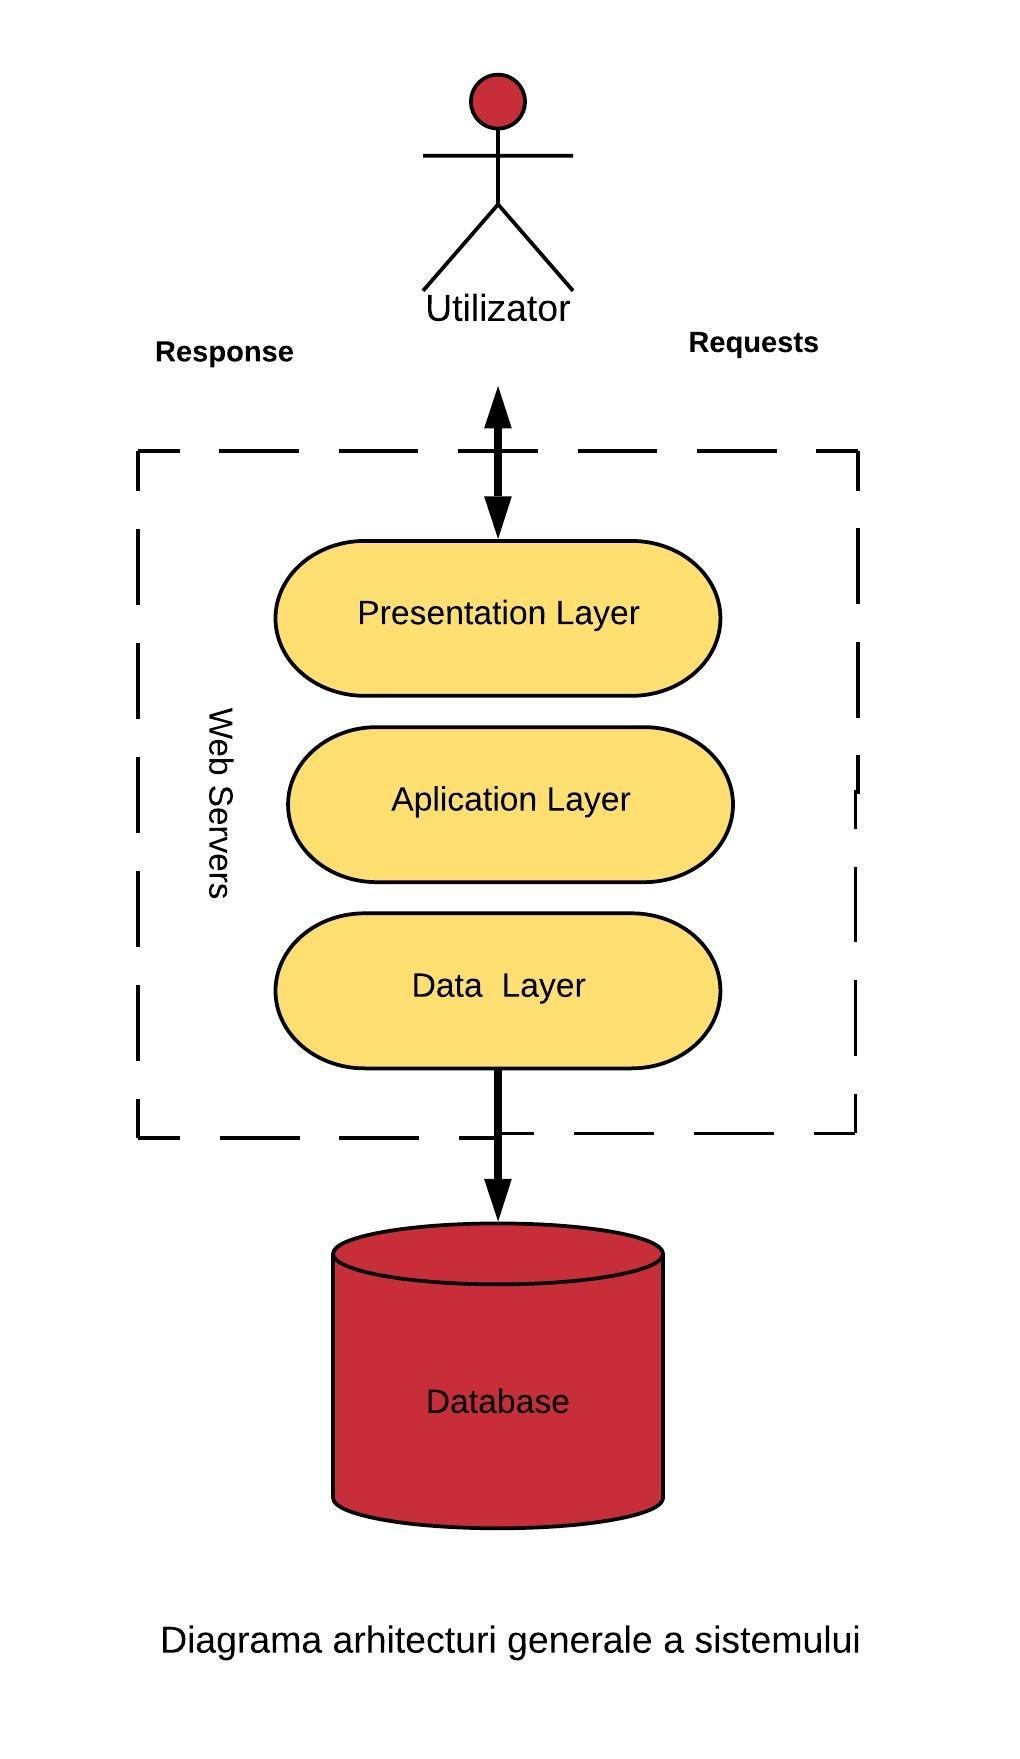 Utilizator
Response
Requests
Presentation Layer
Web Servers
Aplication Layer
Data  Layer
Database
Diagrama arhitecturi generale a sistemului